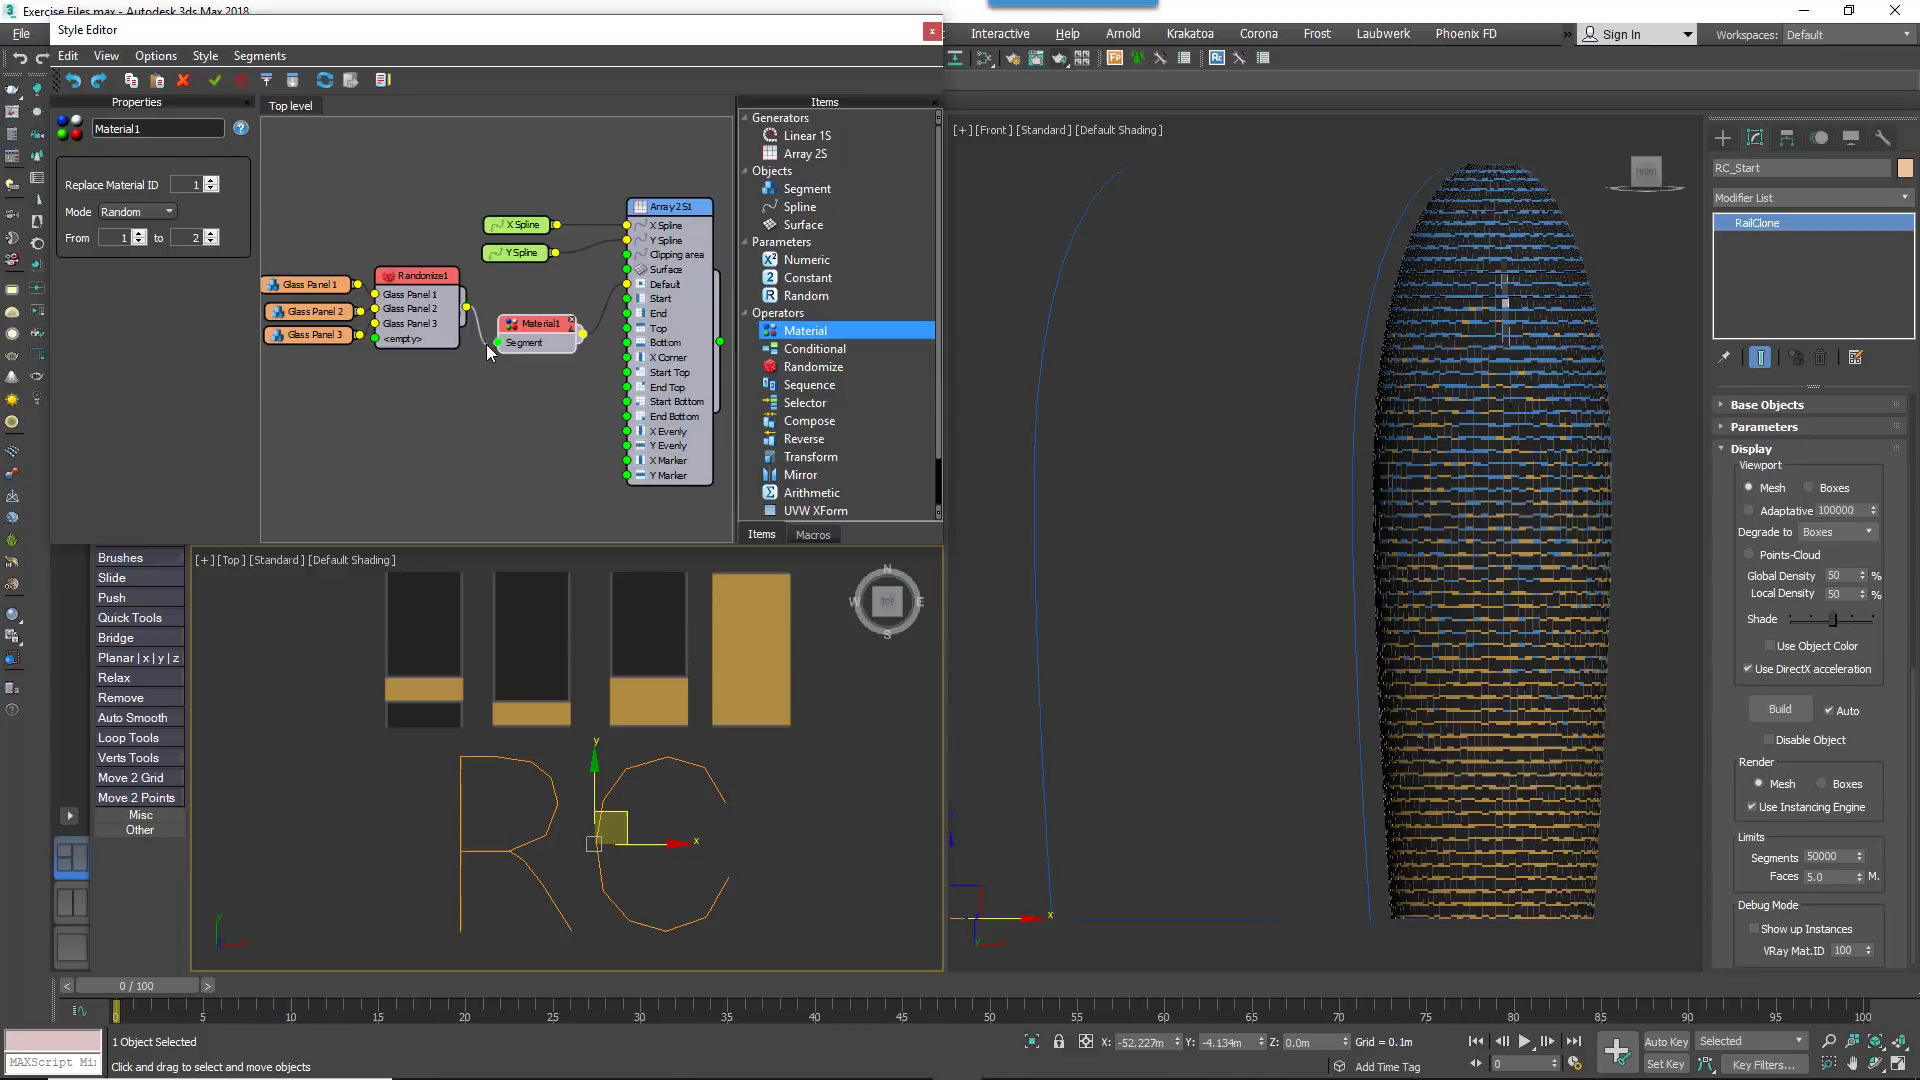 Exercise Files.max - Autodesk 3ds Max 2018
File
Interactive
Help
Arnold
Krakatoa
Corona
Frost
Laubwerk
Phoenix FD
Sign In
Workspaces: Default
Style Editor
Edit
View
Options
Style
Segments
Properties
Material1
Replace Material ID 1
Mode Random
From 1 to 2
Top level
Glass Panel 1
Glass Panel 2
Glass Panel 3
Randomize1
Glass Panel 1
Glass Panel 2
Glass Panel 3
<empty>
X Spline
Y Spline
Material1
Segment
Array 2S1
X Spline
Y Spline
Clipping area
Surface
Default
Start
End
Top
Bottom
X Corner
Start Top
End Top
Start Bottom
End Bottom
X Evenly
Y Evenly
X Marker
Y Marker
Items
Generators
Linear 1S
Array 2S
Objects
Segment
Spline
Surface
Parameters
Numeric
Constant
Random
Operators
Material
Conditional
Randomize
Sequence
Selector
Compose
Reverse
Transform
Mirror
Arithmetic
UVW XForm
Items
Macros
Brushes
Slide
Push
Quick Tools
Bridge
Planar | x | y | z
Relax
Remove
Auto Smooth
Loop Tools
Verts Tools
Move 2 Grid
Move 2 Points
Misc
Other
[+] [Top] [Standard] [Default Shading]
N
W
TOP
E
S
y
x
[+] [Front] [Standard] [Default Shading]
FRONT
x
RC_Start
Modifier List
RailClone
Base Objects
Parameters
Display
Viewport
Mesh
Boxes
Adaptative 100000
Degrade to Boxes
Points-Cloud
Global Density 50 %
Local Density 50 %
Shade
Use Object Color
Use DirectX acceleration
Build
Auto
Disable Object
Render
Mesh
Boxes
Use Instancing Engine
Limits
Segments 50000
Faces 5.0 M.
Debug Mode
Show up Instances
VRay Mat.ID 100
< 0 / 100 >
0 5 10 15 20 25 30 35 40 45 50 55 60 65 70 75 80 85 90 95 100
1 Object Selected
X: -52.227m
Y: -4.134m
Z: 0.0m
Grid = 0.1m
Auto Key
Selected
MAXScript Mi
Click and drag to select and move objects
Add Time Tag
0
Set Key
Key Filters...